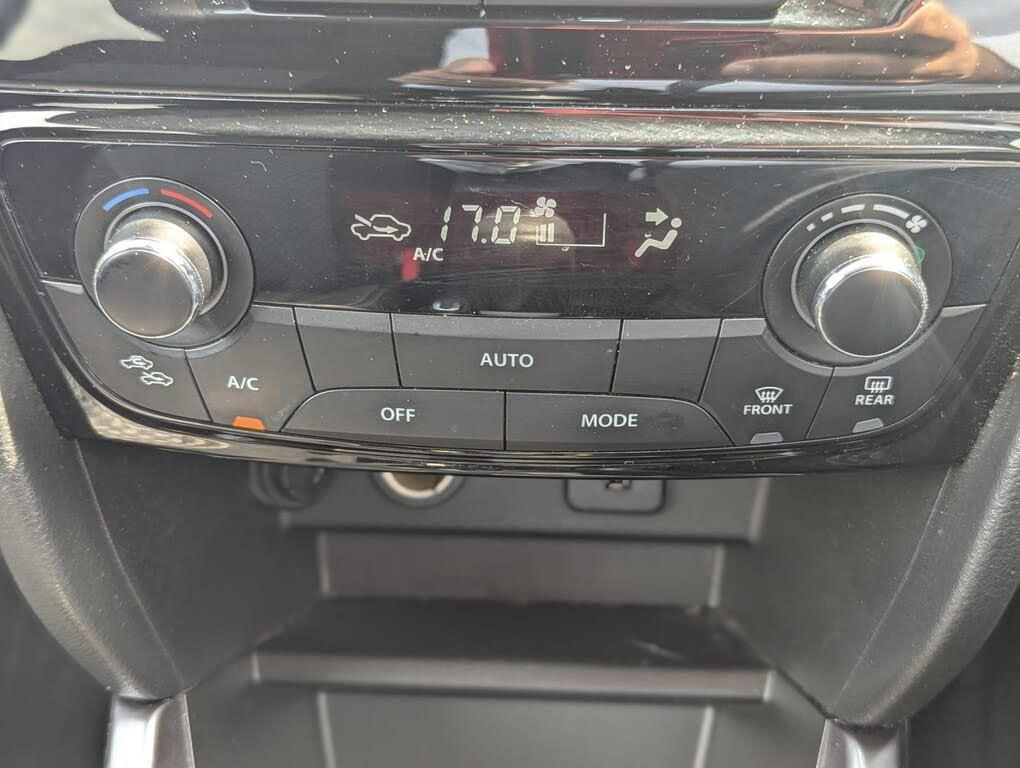 17.0
A/C
AUTO
A/C
OFF
MODE
FRONT
REAR